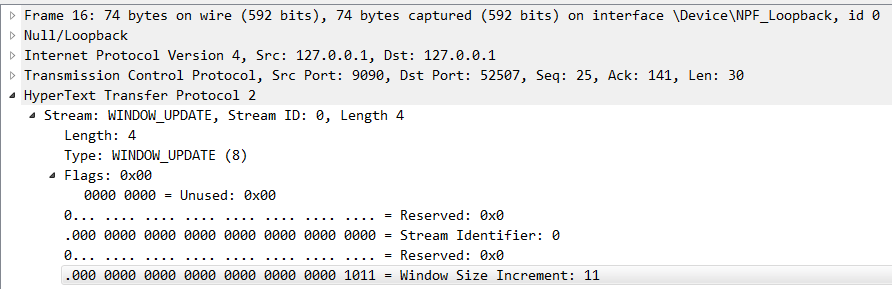 Frame 16: 74 bytes on wire (592 bits), 74 bytes captured (592 bits) on interface \Device\NPF_Loopback, id 0
Null/Loopback
Internet Protocol Version 4, Src: 127.0.0.1, Dst: 127.0.0.1
Transmission Control Protocol, Src Port: 9090, Dst Port: 52507, Seq: 25, Ack: 141, Len: 30
HyperText Transfer Protocol 2
Stream: WINDOW_UPDATE, Stream ID: 0, Length 4
Length: 4
Type: WINDOW_UPDATE (8)
Flags: 0x00
0000 0000 = Unused: 0x00
0... .... .... .... .... .... .... .... = Reserved: 0x0
.000 0000 0000 0000 0000 0000 0000 0000 = Stream Identifier: 0
0... .... .... .... .... .... .... .... = Reserved: 0x0
.000 0000 0000 0000 0000 0000 0000 1011 = Window Size Increment: 11